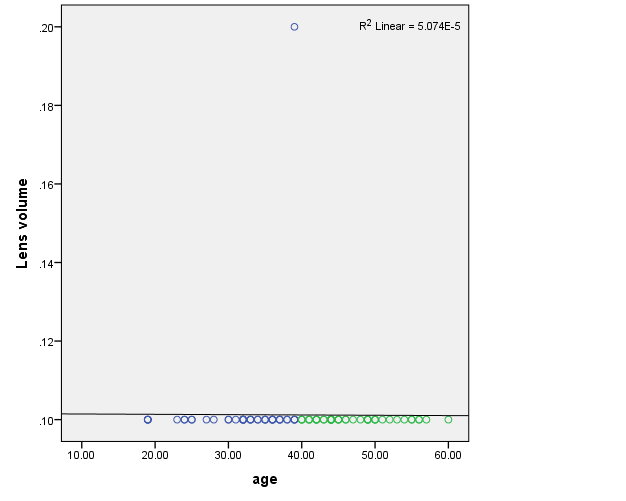 R2 Linear = 5.074E-5
.20
.18
.16
.14
.12
.10
Lens volume
10.00 20.00 30.00 40.00 50.00 60.00
age